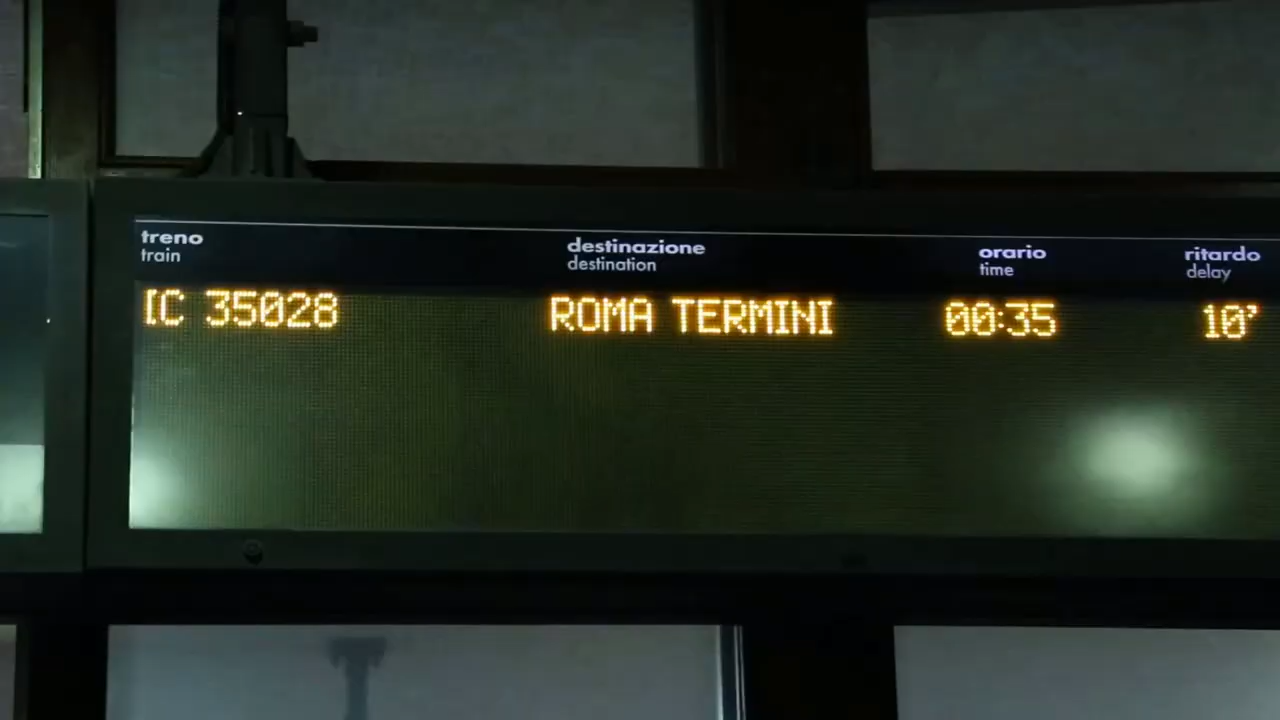 treno destinazione orario ritardo
train destination time delay
IC 35028 ROMA TERMINI 00:35 10'